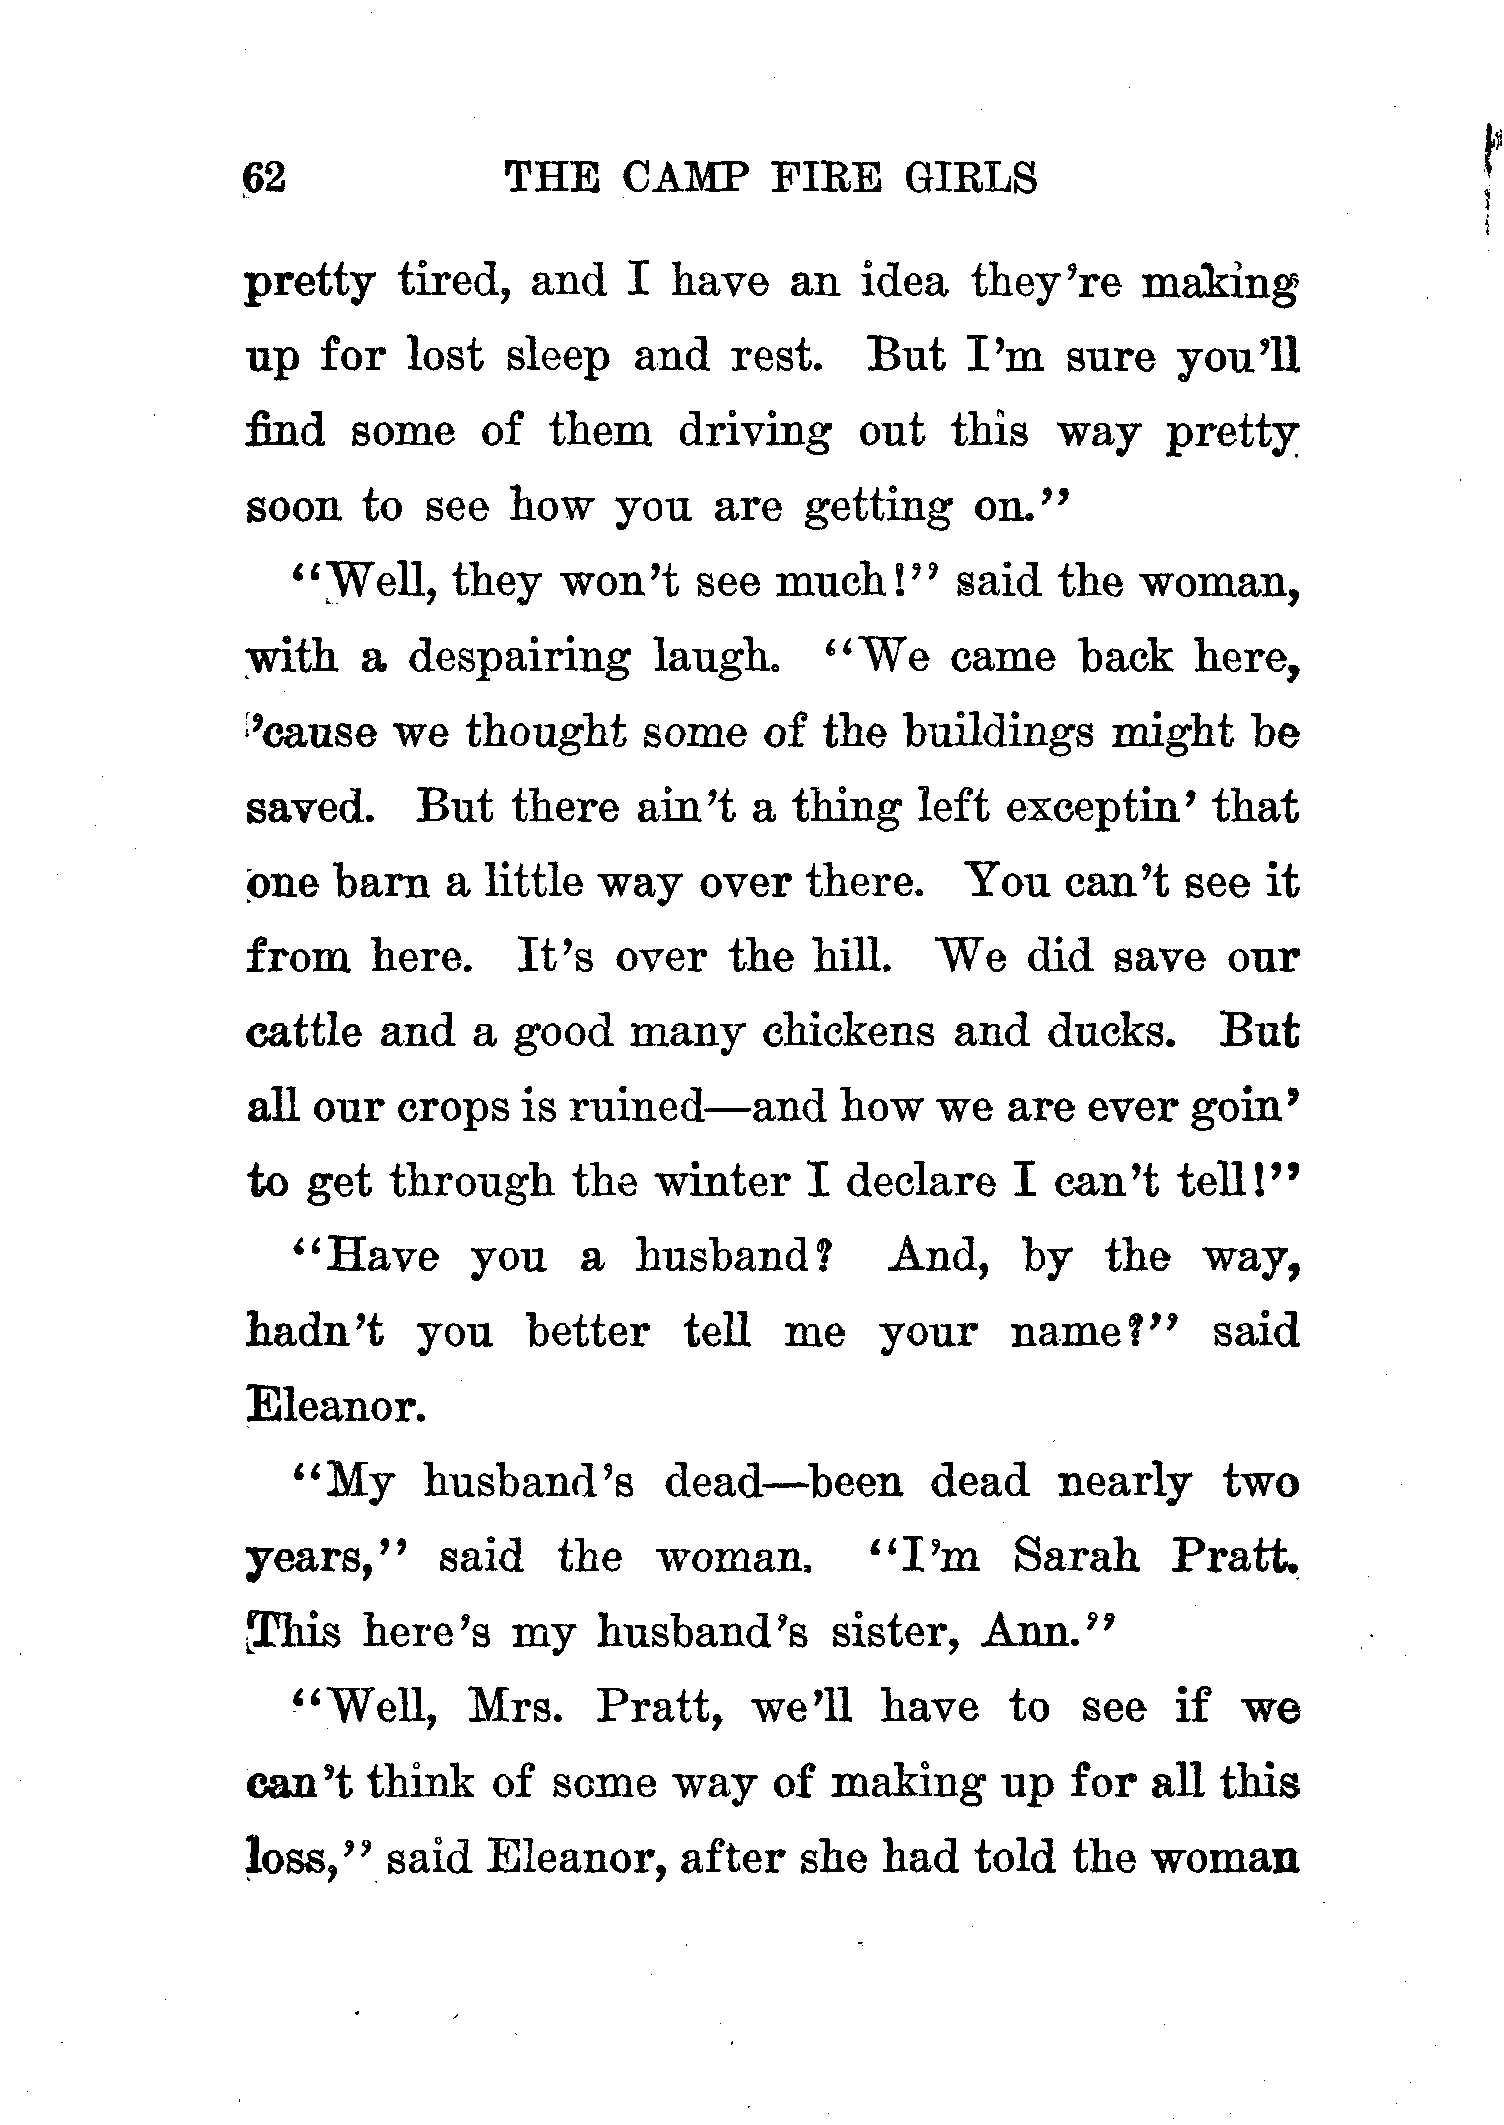 62 THE CAMP FIRE GIRLS
pretty tired, and I have an idea they're making
up for lost sleep and rest. But I'm sure you'll
find some of them driving out this way pretty
soon to see how you are getting on."
"Well, they won't see much!" said the woman,
with a despairing laugh. "We came back here,
'cause we thought some of the buildings might be
saved. But there ain't a thing left exceptin' that
one barn a little way over there. You can't see it
from here. It's over the hill. We did save our
cattle and a good many chickens and ducks. But
all our crops is ruined—and how we are ever goin'
to get through the winter I declare I can't tell!"
"Have you a husband? And, by the way,
hadn't you better tell me your name?" said
Eleanor.
"My husband's dead—been dead nearly two
years," said the woman. "I'm Sarah Pratt.
This here's my husband's sister, Ann."
"Well, Mrs. Pratt, we'll have to see if we
can't think of some way of making up for all this
loss," said Eleanor, after she had told the woman